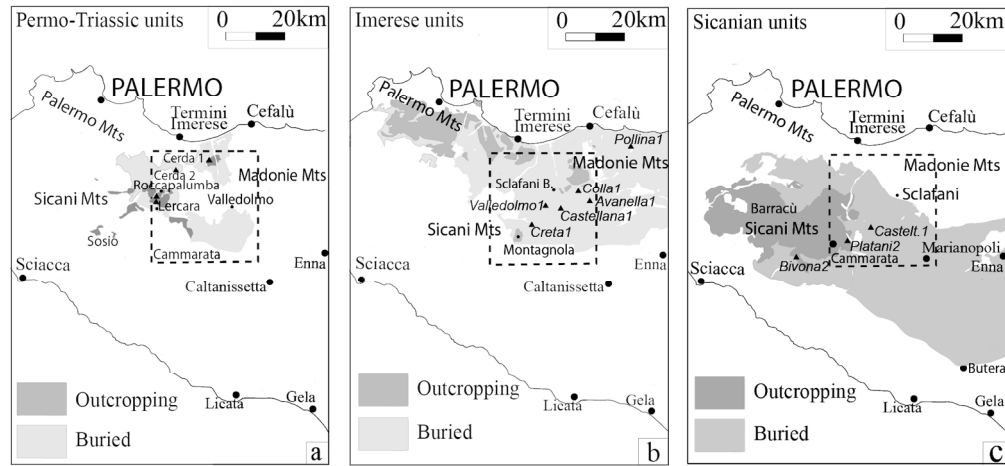 Permo-Triassic units
0 20km
PALERMO
Palermo Mts
Termini
Imerese
Cefalù
Cerda 1
Cerda 2
Roccapalumba
Madonie Mts
Sicani Mts
Lercara
Valledolmo
Sosio
Cammarata
Enna
Sciacca
Caltanissetta
Outcropping
Licata
Gela
Buried
a
Imerese units
0 20km
PALERMO
Palermo Mts
Termini
Imerese
Cefalù
Pollina1
Madonie Mts
Sclafani B.
Colla1
Avanella1
Valledolmo1
Castellana1
Sicani Mts
Creta1
Montagnola
Enna
Sciacca
Caltanissetta
Outcropping
Licata
Gela
Buried
b
Sicanian units
0 20km
PALERMO
Palermo Mts
Termini
Imerese
Cefalù
Madonie Mts
Sclafani
Barracù
Sicani Mts
Castelt.1
Platani2
Cammarata
Marianopoli
Enna
Bivona2
Sciacca
Butera
Outcropping
Licata
Gela
Buried
c